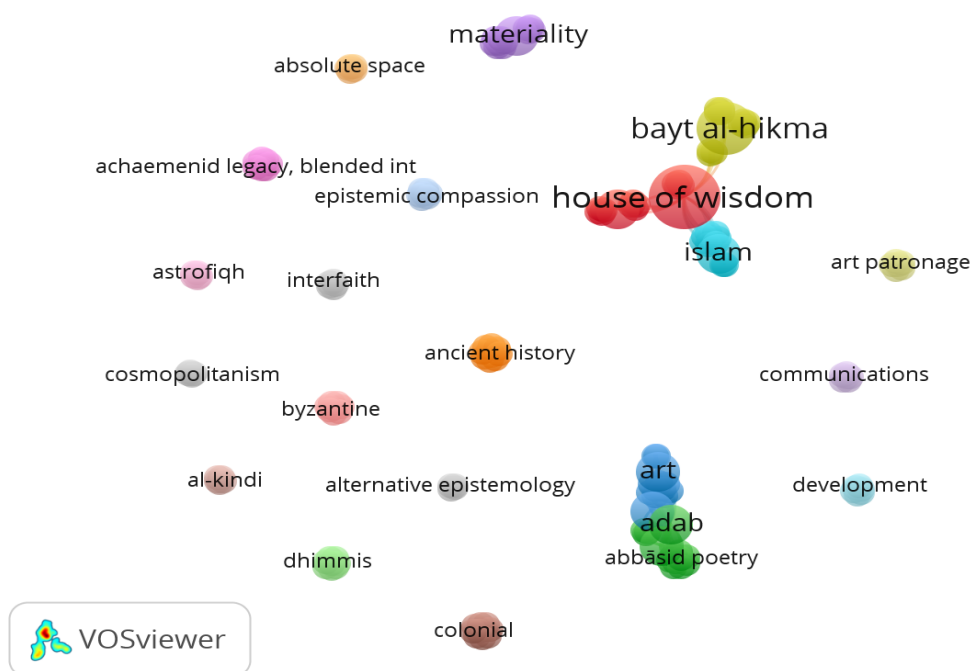 materiality
absolute space
bayt al-hikma
achaemenid legacy, blended int
epistemic compassion
house of wisdom
islam
art patronage
astrofiqh
interfaith
ancient history
cosmopolitanism
communications
byzantine
art
al-kindi
alternative epistemology
development
adab
abbāsid poetry
dhimmis
colonial
VOSviewer